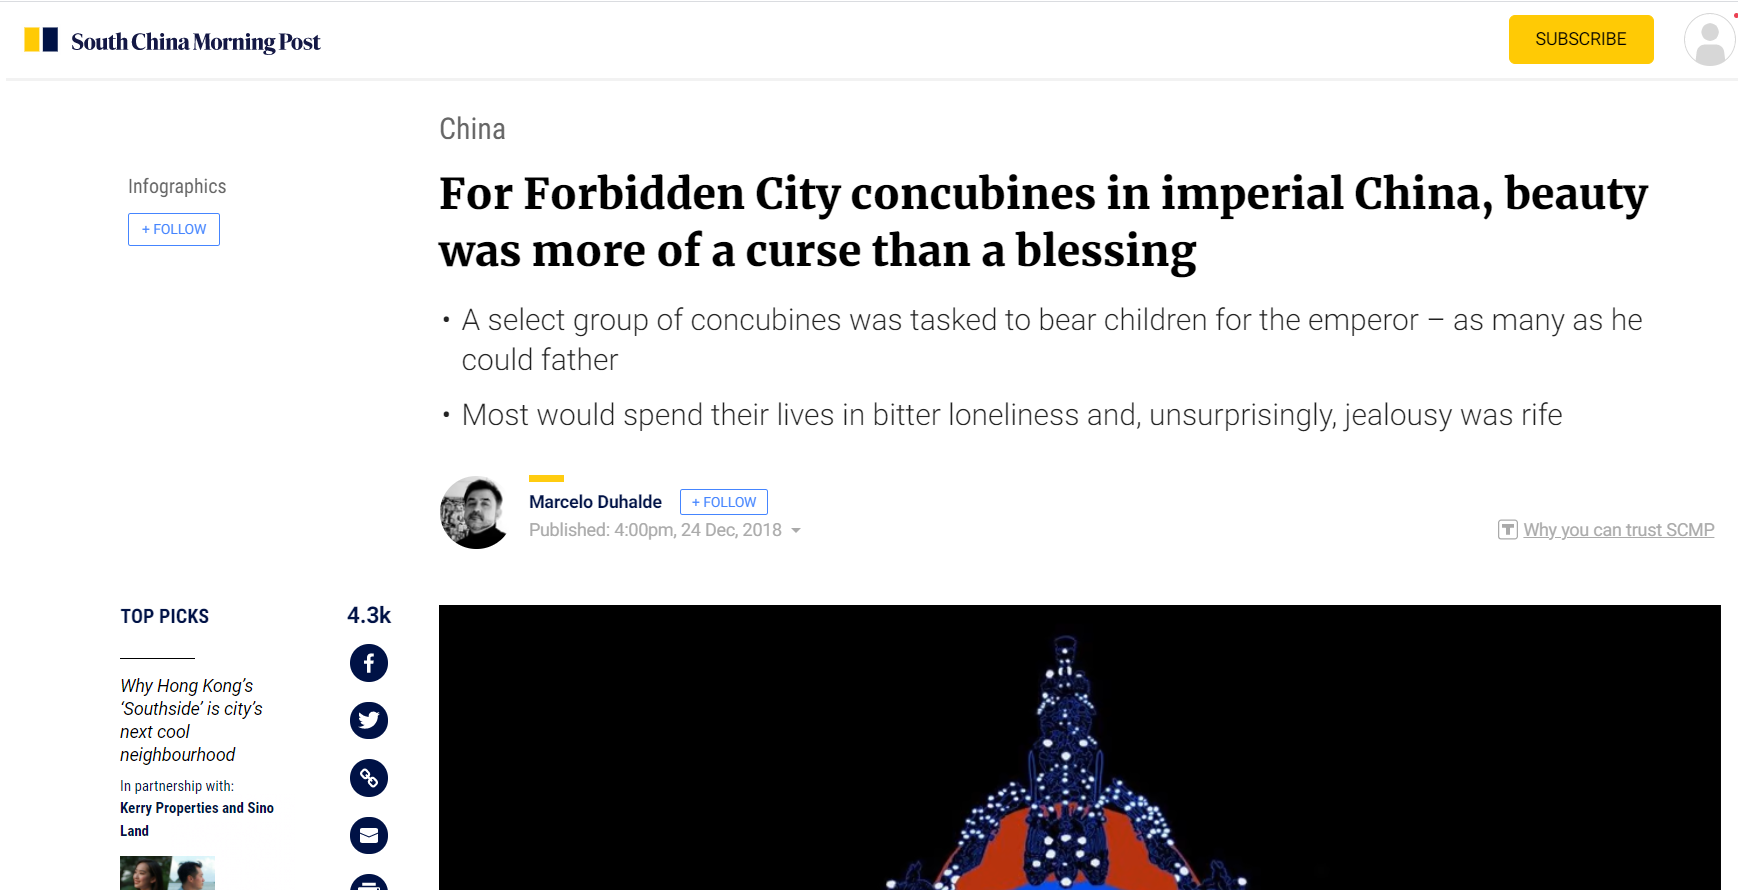 South China Morning Post
SUBSCRIBE
China
Infographics
+ FOLLOW
For Forbidden City concubines in imperial China, beauty
was more of a curse than a blessing
• A select group of concubines was tasked to bear children for the emperor – as many as he
could father
• Most would spend their lives in bitter loneliness and, unsurprisingly, jealousy was rife
Marcelo Duhalde
+ FOLLOW
Published: 4:00pm, 24 Dec, 2018
T Why you can trust SCMP
TOP PICKS
4.3k
Why Hong Kong’s
‘Southside’ is city’s
next cool
neighbourhood
In partnership with:
Kerry Properties and Sino
Land